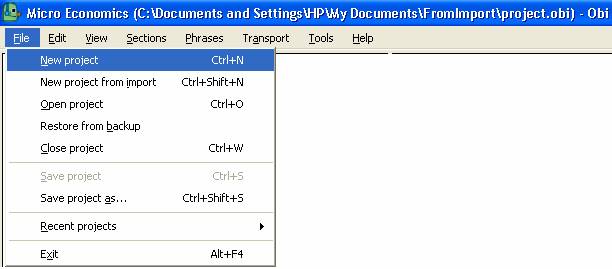 Micro Economics (C:\Documents and Settings\HP\My Documents\FromImport\project.obi) - Obi
File Edit View Sections Phrases Transport Tools Help
New project Ctrl+N
New project from import Ctrl+Shift+N
Open project Ctrl+O
Restore from backup
Close project Ctrl+W
Save project Ctrl+S
Save project as... Ctrl+Shift+S
Recent projects
Exit Alt+F4